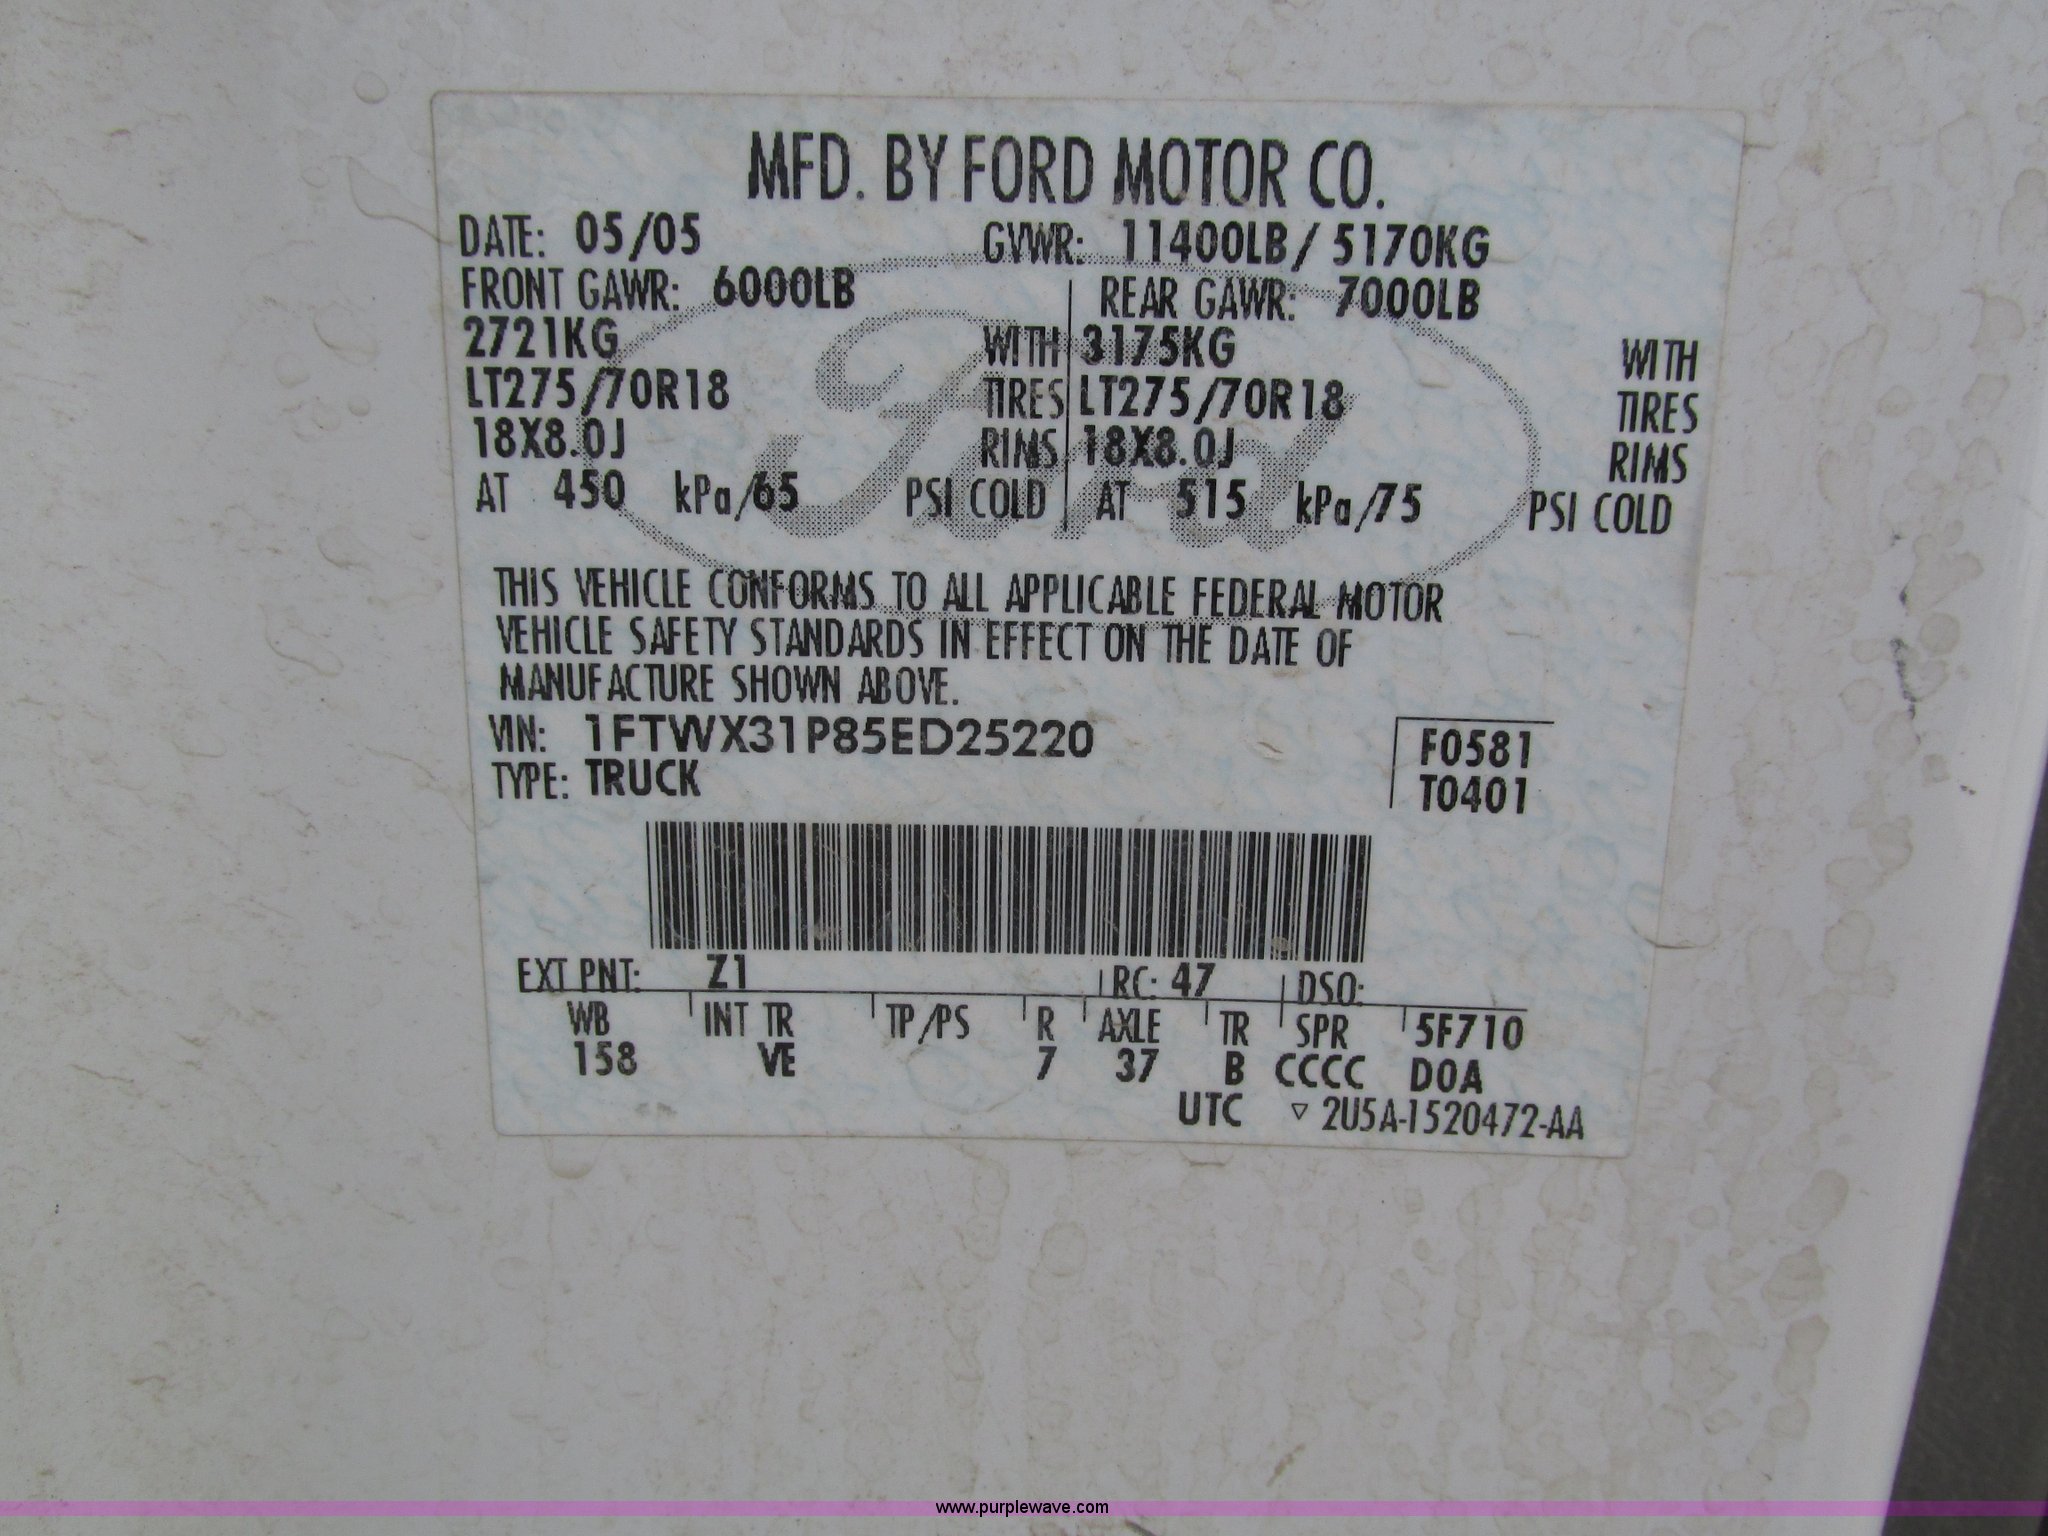 MFD. BY FORD MOTOR CO.
DATE: 05/05 GVWR: 11400LB / 5170KG
FRONT GAWR: 6000LB REAR GAWR: 7000LB
2721KG WITH 3175KG WITH
LT275/70R18 TIRES LT275/70R18 TIRES
18X8.0J RIMS 18X8.0J RIMS
AT 450 kPa/65 PSI COLD AT 515 kPa/75 PSI COLD
Ford
THIS VEHICLE CONFORMS TO ALL APPLICABLE FEDERAL MOTOR
VEHICLE SAFETY STANDARDS IN EFFECT ON THE DATE OF
MANUFACTURE SHOWN ABOVE.
VIN: 1FTWX31P85ED25220 F0581
TYPE: TRUCK T0401
EXT PNT: Z1 RC: 47 DSO:
WB INT TR TP/PS R AXLE TR SPR 5F710
158 VE 7 37 B CCCC DOA
UTC ▽ 2U5A-1520472-AA
www.purplewave.com